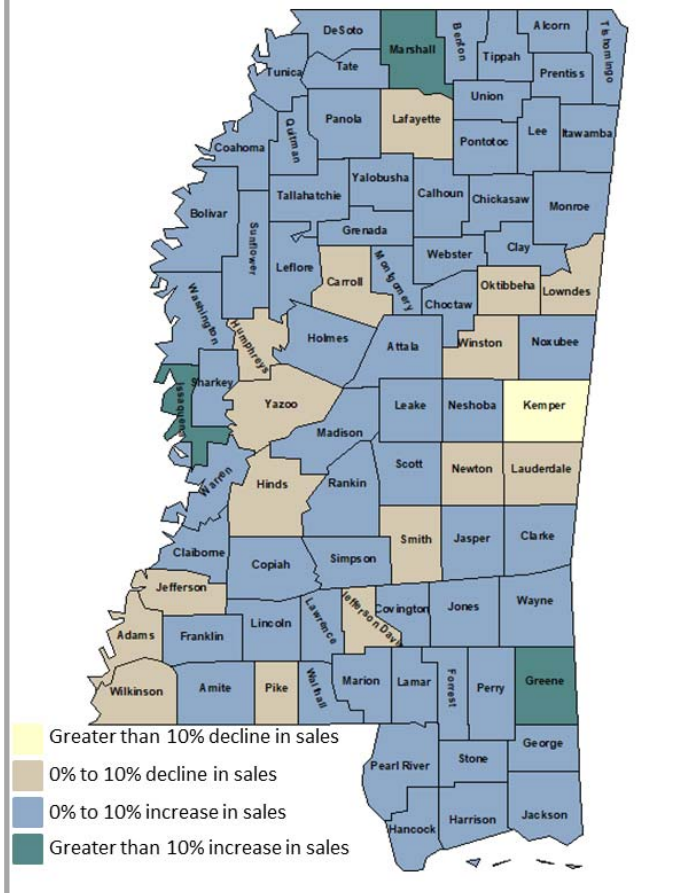 DeSoto
Marshall
Benton
Tippah
Alcorn
Tishomingo
Tunica
Tate
Prentiss
Union
Panola
Lafayette
Quitman
Coahoma
Pontotoc
Lee
Itawamba
Yalobusha
Tallahatchie
Calhoun
Chickasaw
Monroe
Bolivar
Sunflower
Grenada
Leflore
Webster
Clay
Carroll
Montgomery
Choctaw
Oktibbeha
Lowndes
Washington
Humphreys
Holmes
Attala
Winston
Noxubee
Sharkey
Issaquena
Yazoo
Leake
Neshoba
Kemper
Madison
Warren
Hinds
Rankin
Scott
Newton
Lauderdale
Claiborne
Copiah
Simpson
Smith
Jasper
Clarke
Jefferson
Adams
Franklin
Lincoln
Lawrence
Jefferson Davis
Covington
Jones
Wayne
Wilkinson
Amite
Pike
Walthall
Marion
Lamar
Forrest
Perry
Greene
Pearl River
Stone
George
Hancock
Harrison
Jackson
Greater than 10% decline in sales
0% to 10% decline in sales
0% to 10% increase in sales
Greater than 10% increase in sales